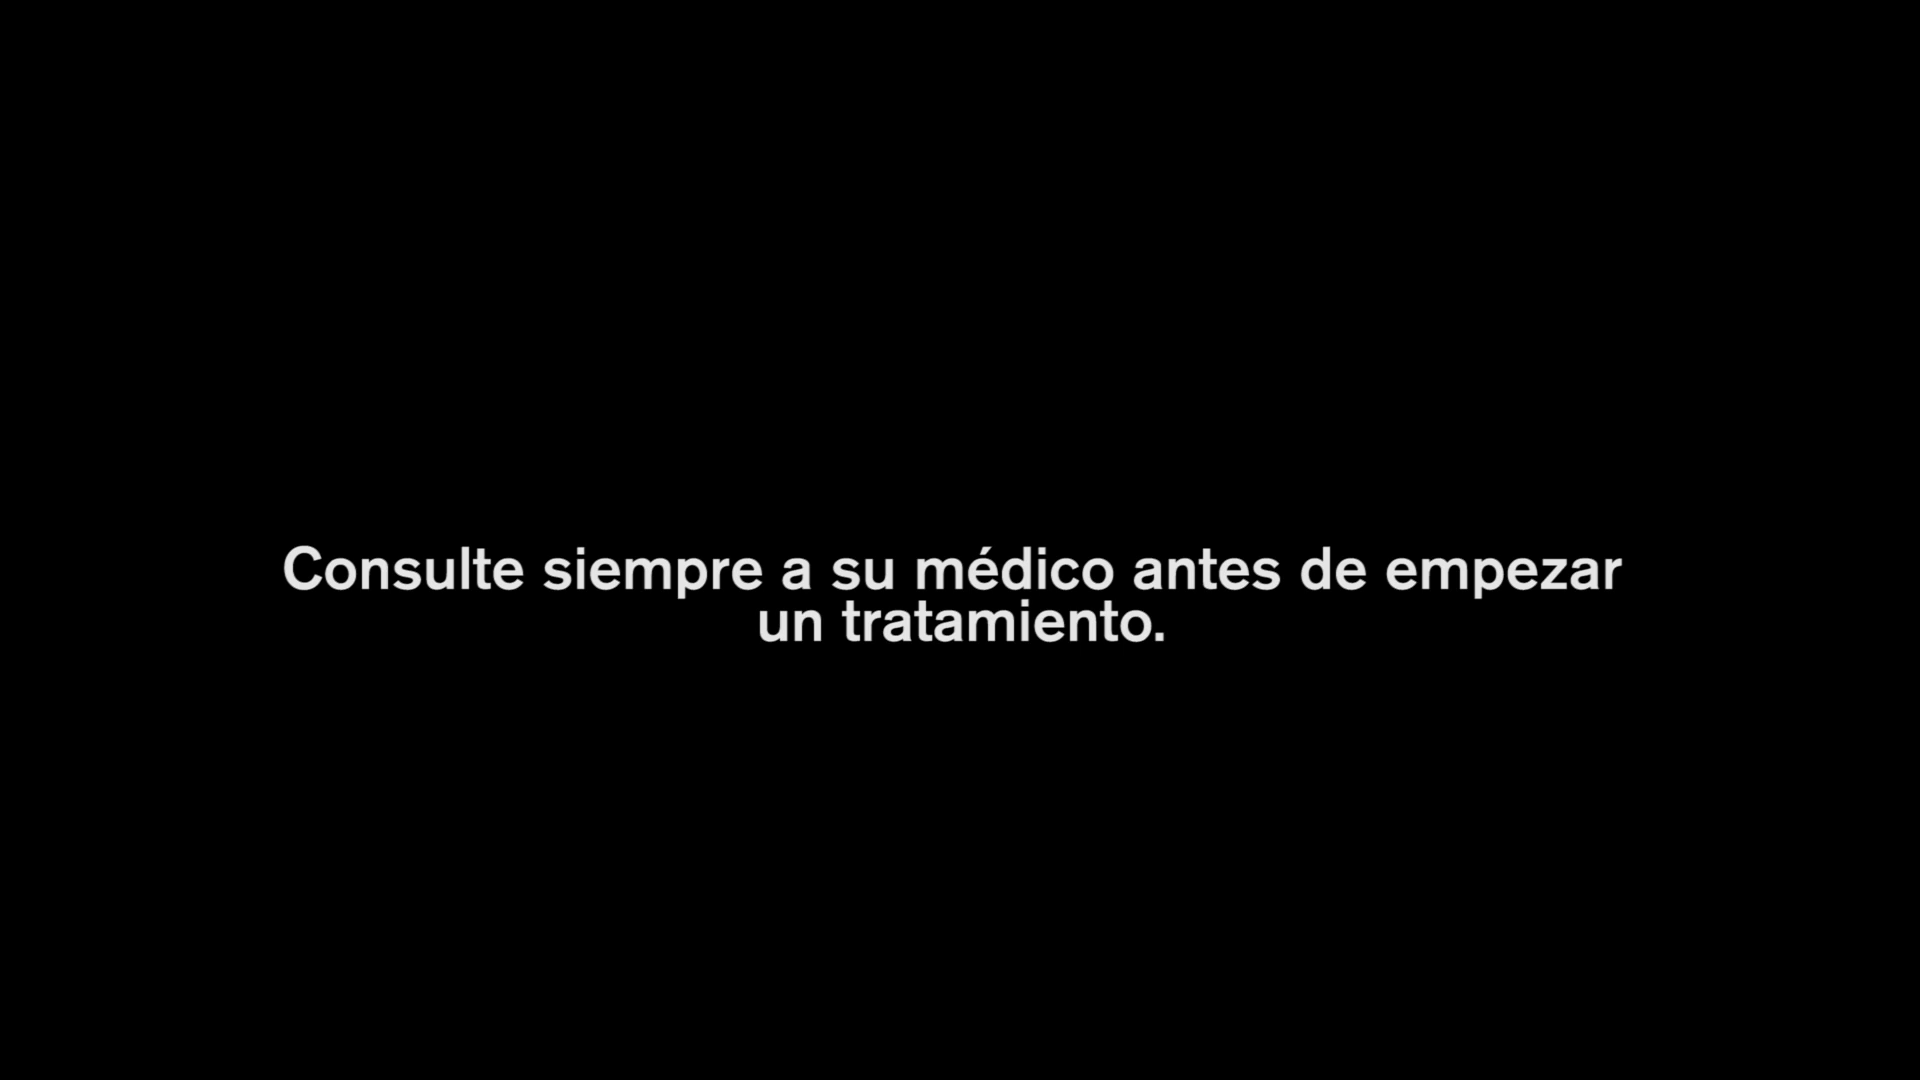 Consulte siempre a su médico antes de empezar
un tratamiento.